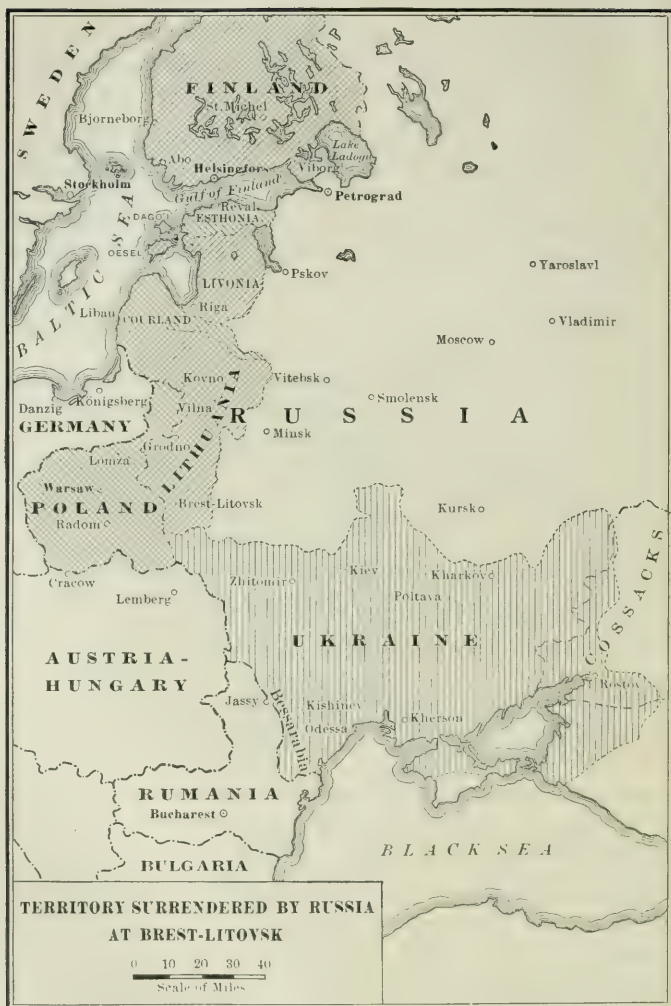 SWEDEN
FINLAND
St. Michel
Bjorneborg
Lake
Ladoga
Abo
Helsingfors
Viborg
Stockholm
Gulf of Finland
Petrograd
Reval
DAGO
ESTHONIA
OESEL
BALTIC SEA
Pskov
Yaroslavl
LIVONIA
Riga
Libau
COURLAND
Vladimir
Moscow
Kovno
Vitebsk
Königsberg
Smolensk
Danzig
Vilna
RUSSIA
GERMANY
Minsk
LITHUANIA
Grodno
Lomza
Warsaw
POLAND
Brest-Litovsk
Kursk
Radom
Cracow
Zhitomir
Kiev
Kharkov
COSSACKS
Lemberg
Poltava
UKRAINE
AUSTRIA-
HUNGARY
Rostov
Jassy
Bessarabia
Kishinev
Kherson
Odessa
RUMANIA
Bucharest
BLACK SEA
BULGARIA
TERRITORY SURRENDERED BY RUSSIA
AT BREST-LITOVSK
0 10 20 30 40
Scale of Miles